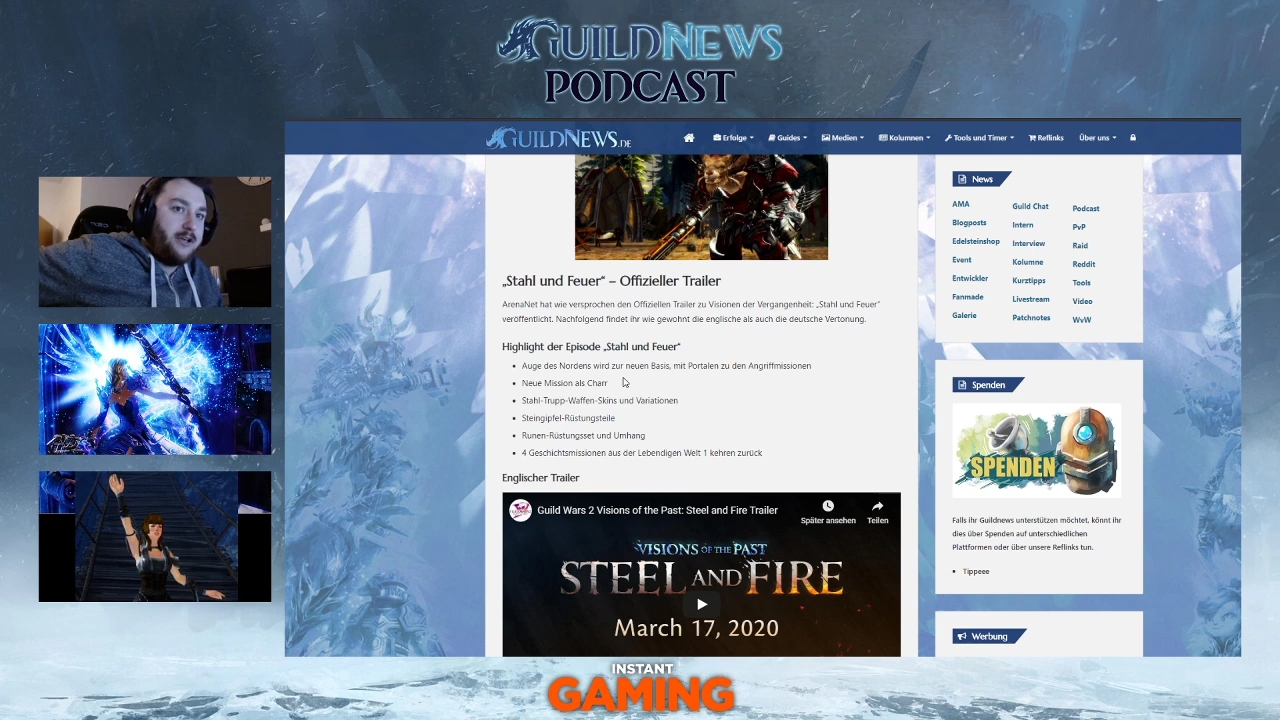 GUILDNEWS
PODCAST
GUILDNEWS.DE
Erfolge
Guides
Medien
Kolumnen
Tools und Timer
Reflinks
Über uns
„Stahl und Feuer“ – Offizieller Trailer
ArenaNet hat wie versprochen den Offiziellen Trailer zu Visionen der Vergangenheit: „Stahl und Feuer“
veröffentlicht. Nachfolgend findet ihr wie gewohnt die englische als auch die deutsche Vertonung.
Highlight der Episode „Stahl und Feuer“
• Auge des Nordens wird zur neuen Basis, mit Portalen zu den Angriffmissionen
• Neue Mission als Charr
• Stahl-Trupp-Waffen-Skins und Variationen
• Steingipfel-Rüstungsteile
• Runen-Rüstungsset und Umhang
• 4 Geschichtsmissionen aus der Lebendigen Welt 1 kehren zurück
Englischer Trailer
Guild Wars 2 Visions of the Past: Steel and Fire Trailer
Später ansehen
Teilen
VISIONS OF THE PAST
STEEL AND FIRE
March 17, 2020
News
AMA
Blogposts
Edelsteinshop
Event
Entwickler
Fanmade
Galerie
Guild Chat
Intern
Interview
Kolumne
Kurztipps
Livestream
Patchnotes
Podcast
PvP
Raid
Reddit
Tools
Video
WvW
Spenden
SPENDEN
Falls ihr Guildnews unterstützen möchtet, könnt ihr
dies über Spenden auf unterschiedlichen
Plattformen oder über unsere Reflinks tun.
• Tippeee
Werbung
INSTANT
GAMING